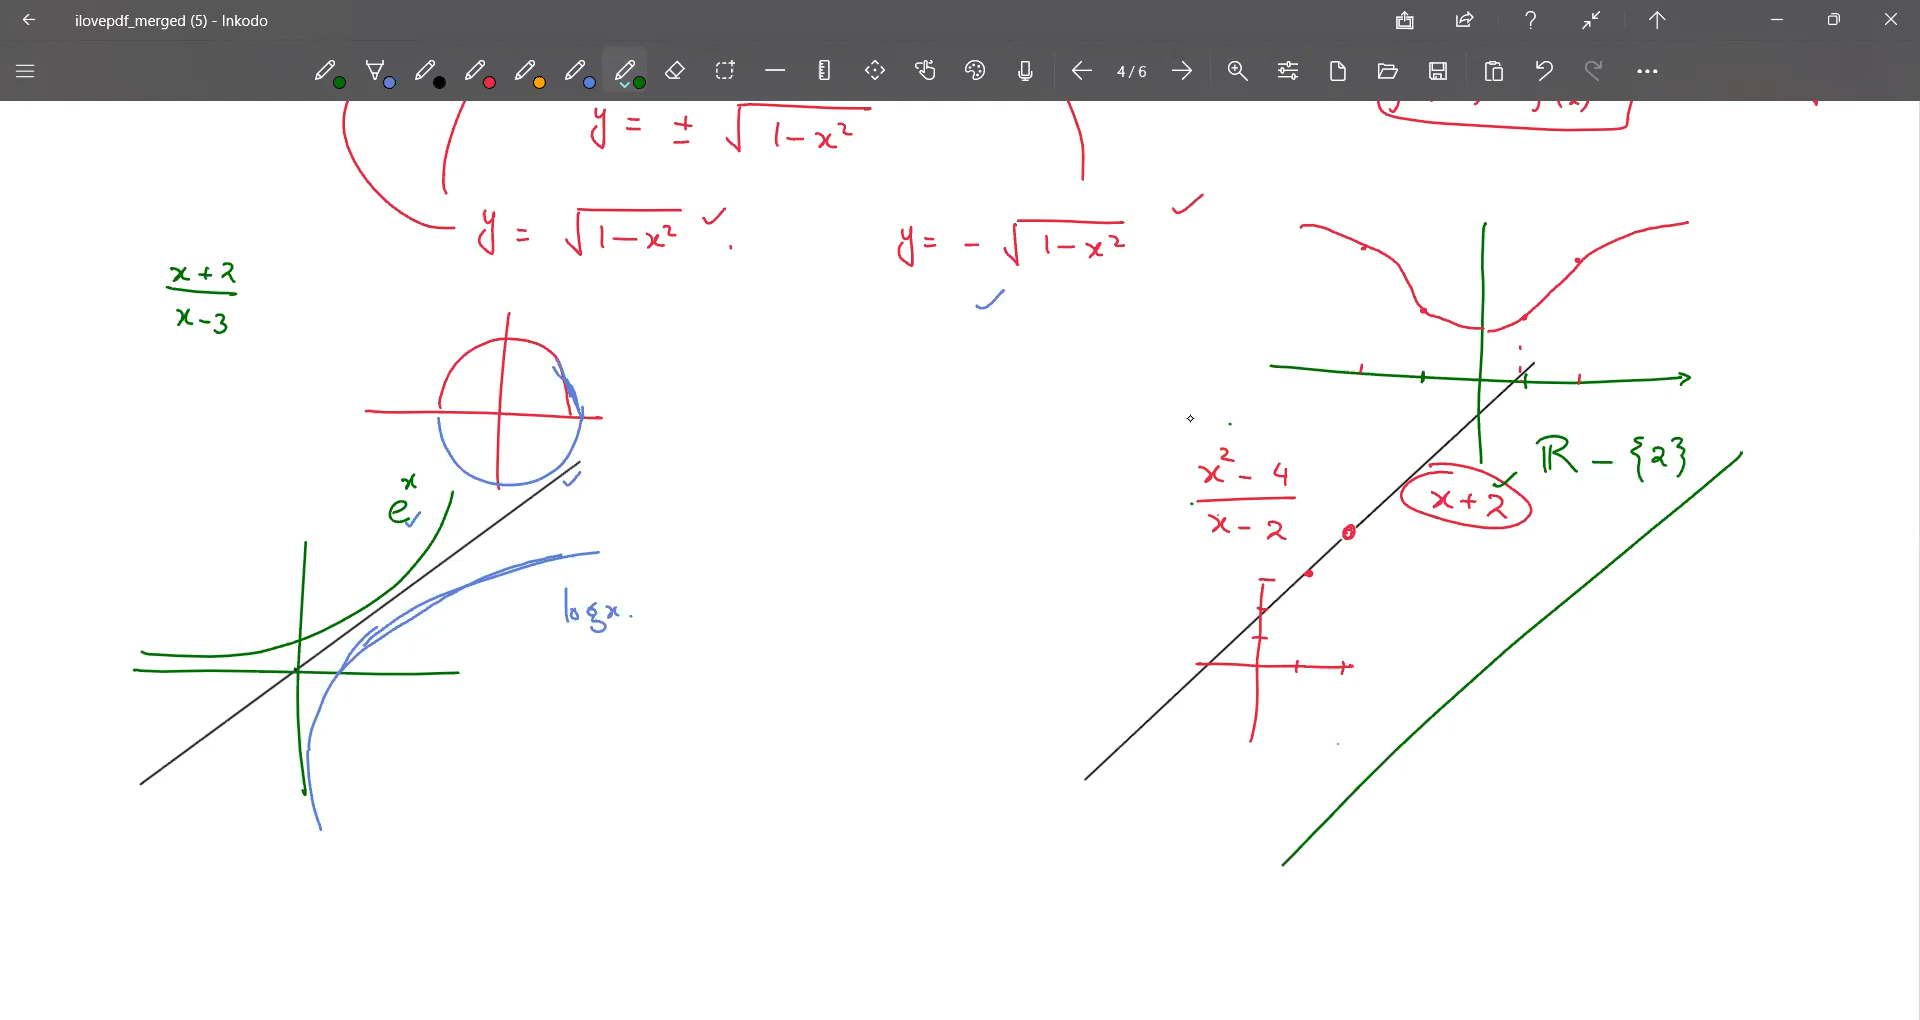 ilovepdf_merged (5) - Inkodo
4 / 6
y = ± √1-x²
y = √1-x² ✓.
y = - √1-x² ✓
✓
x+2
x-3
eˣ ✓
✓
log x.
x²-4
x-2
x+2 ✓
ℝ - {2}